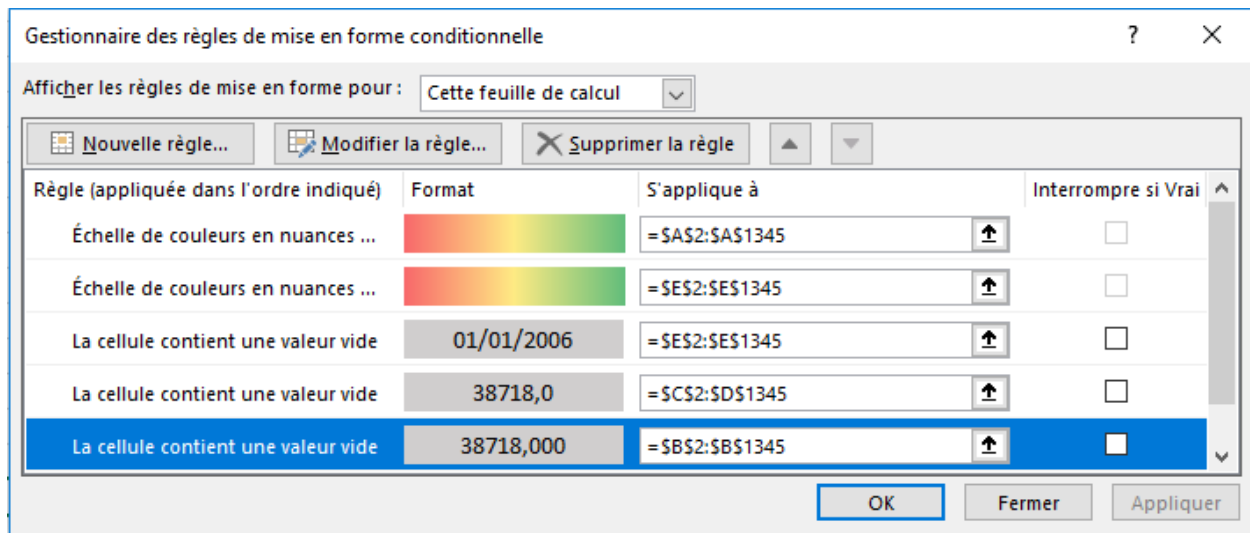 Gestionnaire des règles de mise en forme conditionnelle ?
Afficher les règles de mise en forme pour : Cette feuille de calcul
Nouvelle règle... Modifier la règle... Supprimer la règle
Règle (appliquée dans l'ordre indiqué) Format S'applique à Interrompre si Vrai
Échelle de couleurs en nuances ... =$A$2:$A$1345
Échelle de couleurs en nuances ... =$E$2:$E$1345
La cellule contient une valeur vide 01/01/2006 =$E$2:$E$1345
La cellule contient une valeur vide 38718,0 =$C$2:$D$1345
La cellule contient une valeur vide 38718,000 =$B$2:$B$1345
OK Fermer Appliquer